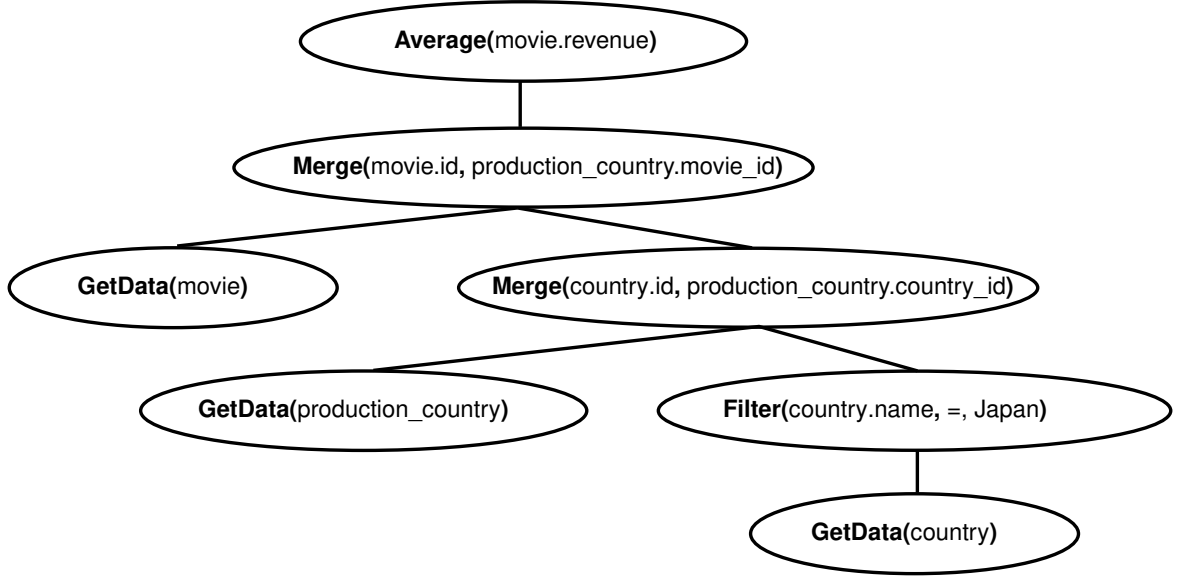 Average(movie.revenue)
Merge(movie.id, production_country.movie_id)
GetData(movie)
Merge(country.id, production_country.country_id)
GetData(production_country)
Filter(country.name, =, Japan)
GetData(country)